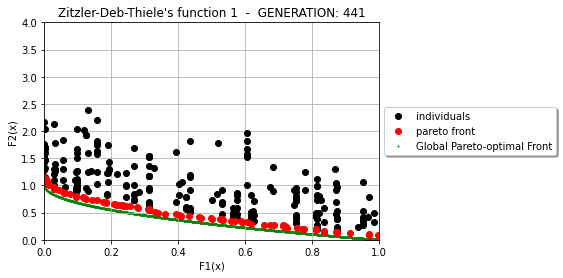 Zitzler-Deb-Thiele's function 1 - GENERATION: 441
4.0
3.5
3.0
2.5
2.0
1.5
1.0
0.5
0.0
F2(x)
0.0 0.2 0.4 0.6 0.8 1.0
F1(x)
individuals
pareto front
Global Pareto-optimal Front